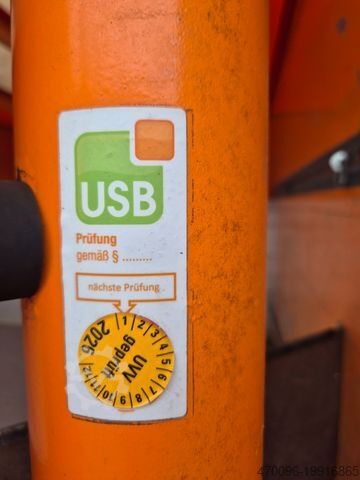 USB
Prüfung
gemäß § .........
nächste Prüfung
1 2 3 4 5 6 7 8 9 10 11 12
2025
UVV
geprüft
470096-19916865